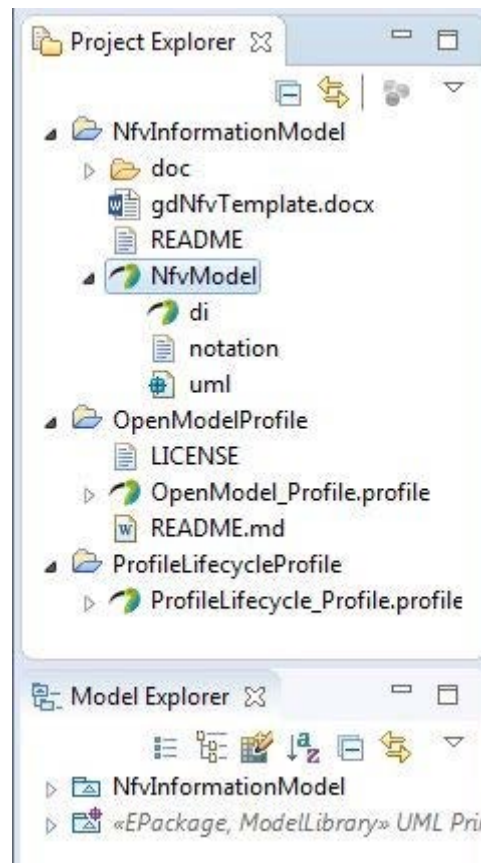 Project Explorer
NfvInformationModel
doc
gdNfvTemplate.docx
README
NfvModel
di
notation
uml
OpenModelProfile
LICENSE
OpenModel_Profile.profile
README.md
ProfileLifecycleProfile
ProfileLifecycle_Profile.profile
Model Explorer
NfvInformationModel
«EPackage, ModelLibrary» UML Pri